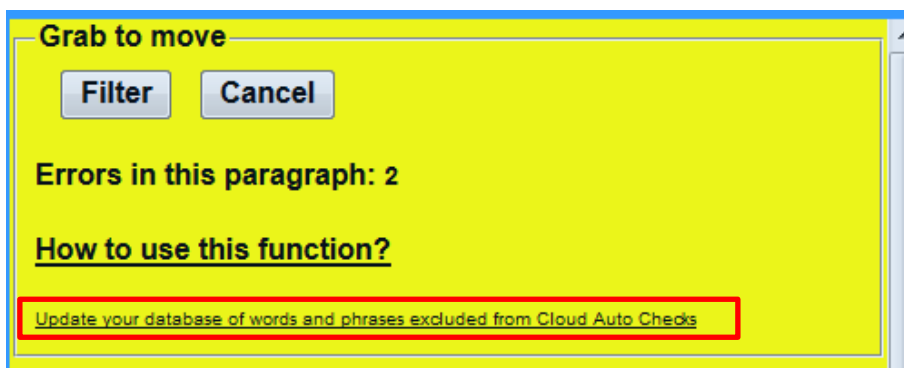 Grab to move
Filter Cancel
Errors in this paragraph: 2
How to use this function?
Update your database of words and phrases excluded from Cloud Auto Checks